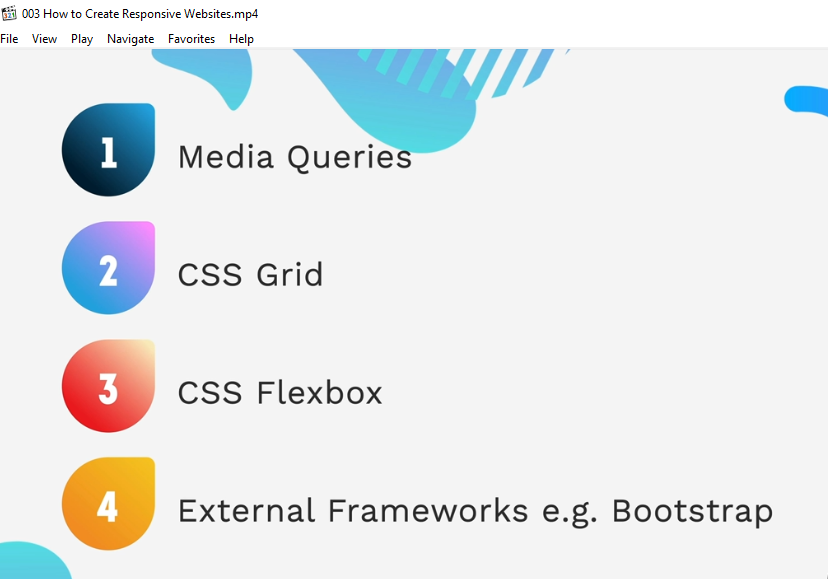 003 How to Create Responsive Websites.mp4
File View Play Navigate Favorites Help
1 Media Queries
2 CSS Grid
3 CSS Flexbox
4 External Frameworks e.g. Bootstrap